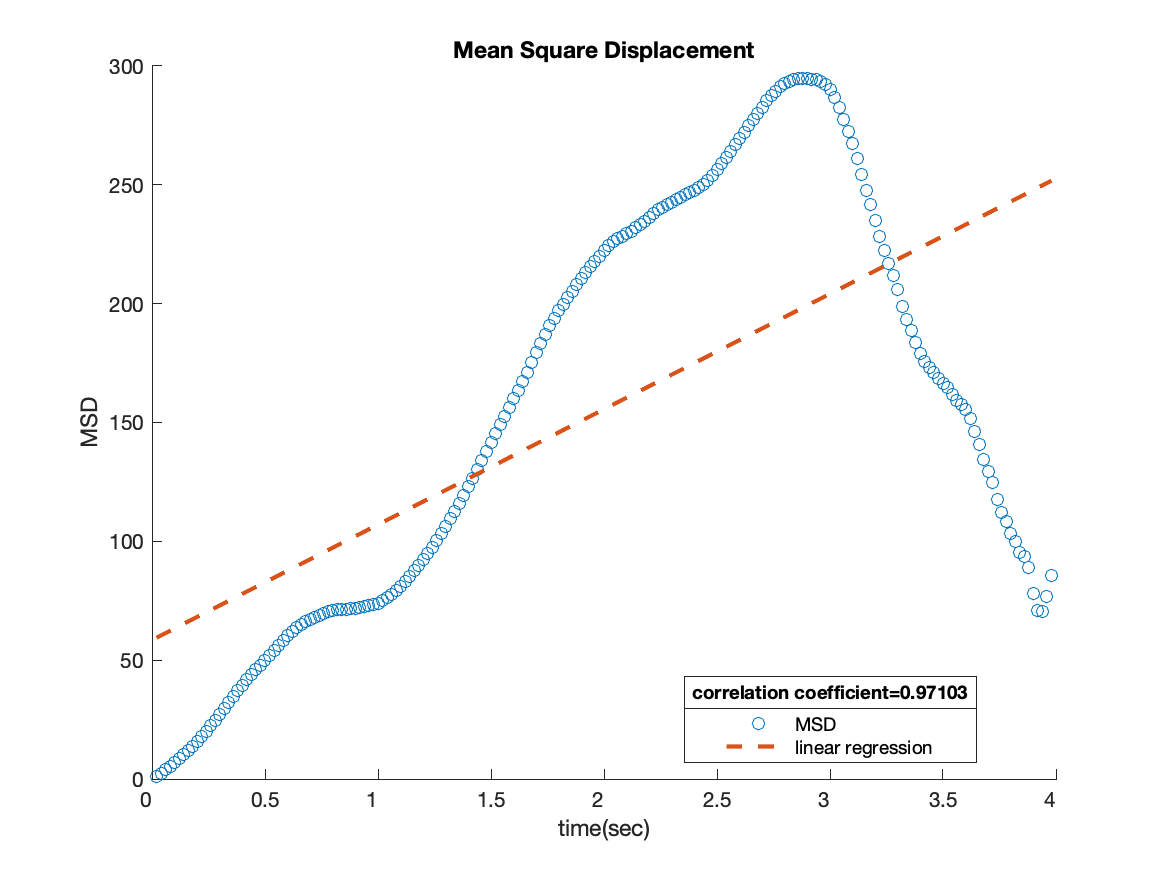 Mean Square Displacement
300
250
200
150
100
50
0
MSD
0
0.5
1
1.5
2
2.5
3
3.5
4
time(sec)
correlation coefficient=0.97103
MSD
linear regression